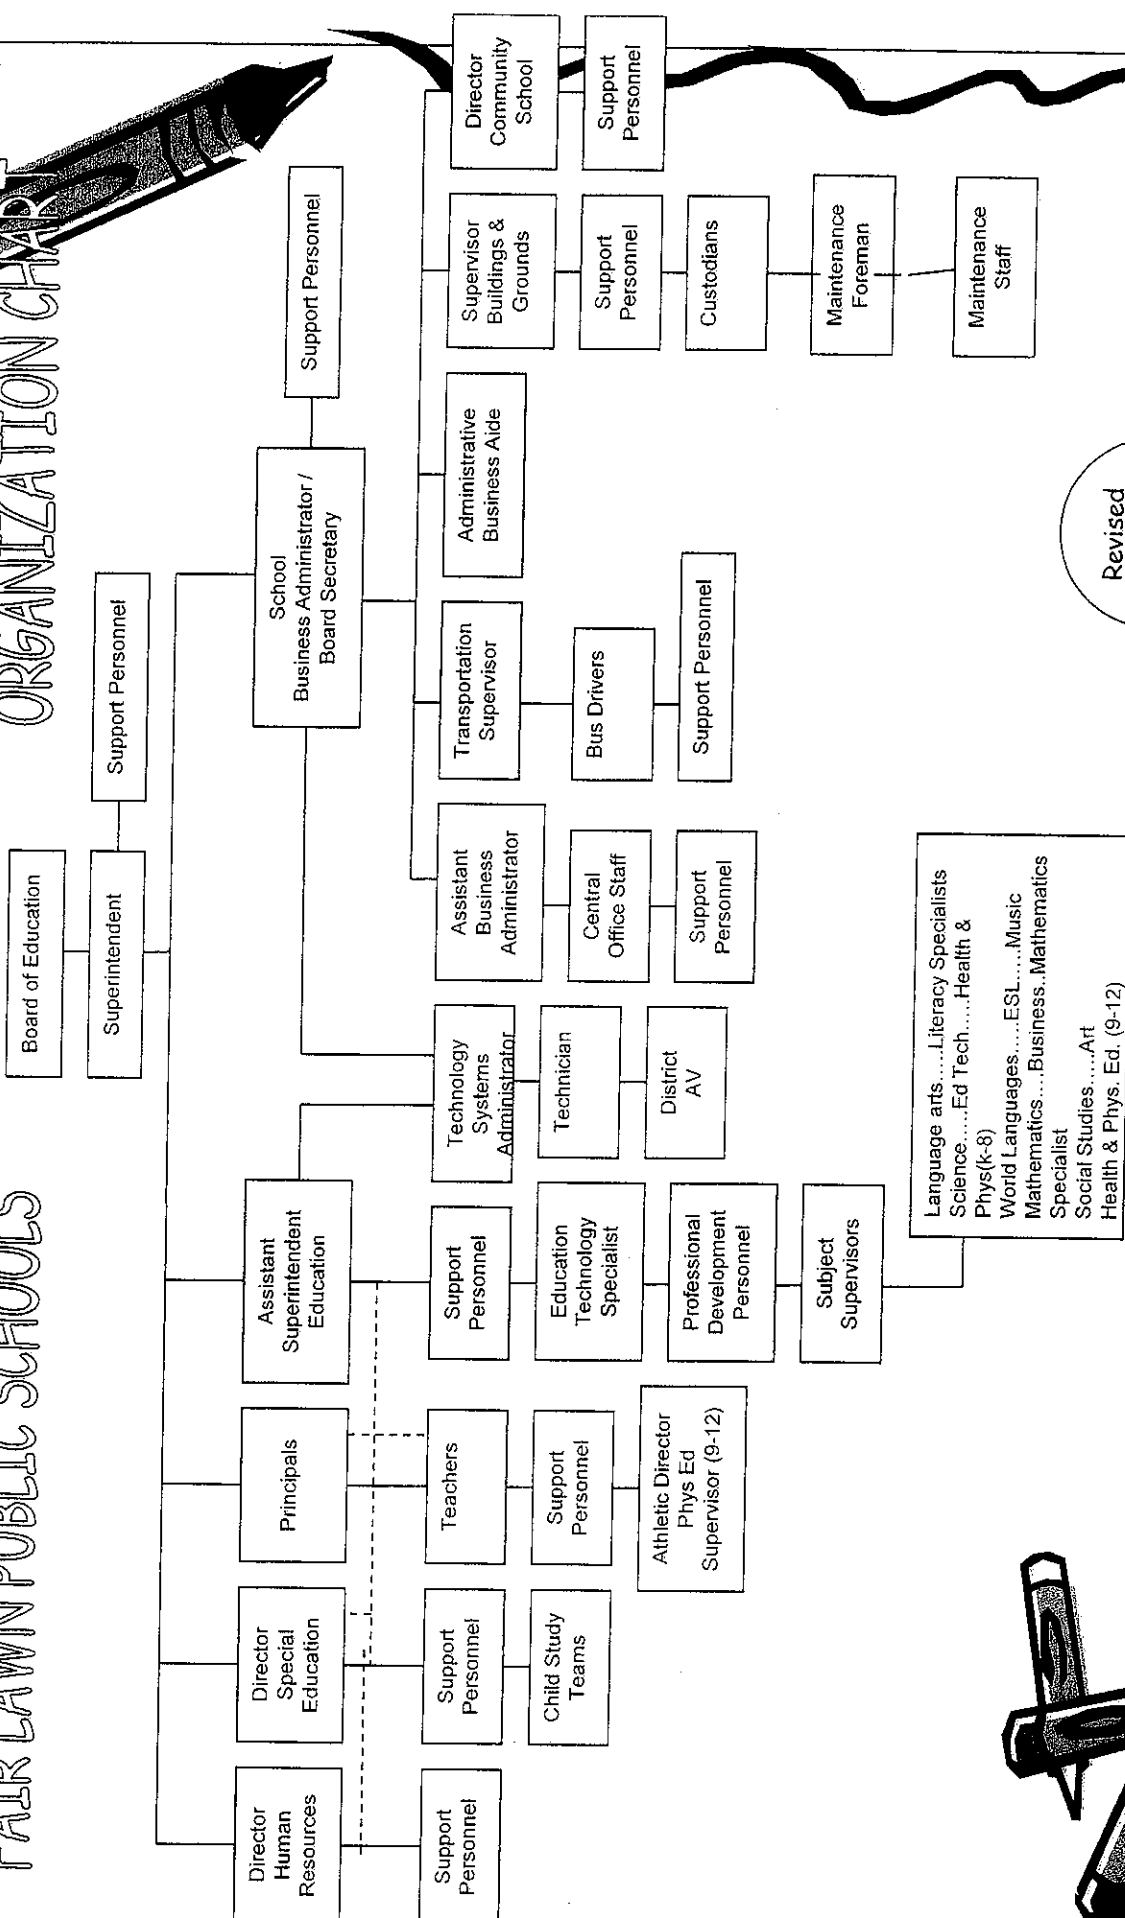 FAIR LAWN PUBLIC SCHOOLS
ORGANIZATION CHART
Board of Education
Superintendent
Support Personnel
Director
Human
Resources
Director
Special
Education
Principals
Assistant
Superintendent
Education
School
Business Administrator /
Board Secretary
Support Personnel
Support
Personnel
Support
Personnel
Child Study
Teams
Teachers
Support
Personnel
Athletic Director
Phys Ed
Supervisor (9-12)
Support
Personnel
Education
Technology
Specialist
Professional
Development
Personnel
Subject
Supervisors
Language arts.....Literacy Specialists
Science.....Ed Tech.....Health &
Phys(k-8)
World Languages.....ESL.....Music
Mathematics....Business..Mathematics
Specialist
Social Studies.....Art
Health & Phys. Ed. (9-12)
Technology
Systems
Administrator
Technician
District
AV
Assistant
Business
Administrator
Central
Office Staff
Support
Personnel
Transportation
Supervisor
Bus Drivers
Support Personnel
Administrative
Business Aide
Supervisor
Buildings &
Grounds
Support
Personnel
Custodians
Maintenance
Foreman
Maintenance
Staff
Director
Community
School
Support
Personnel
Revised